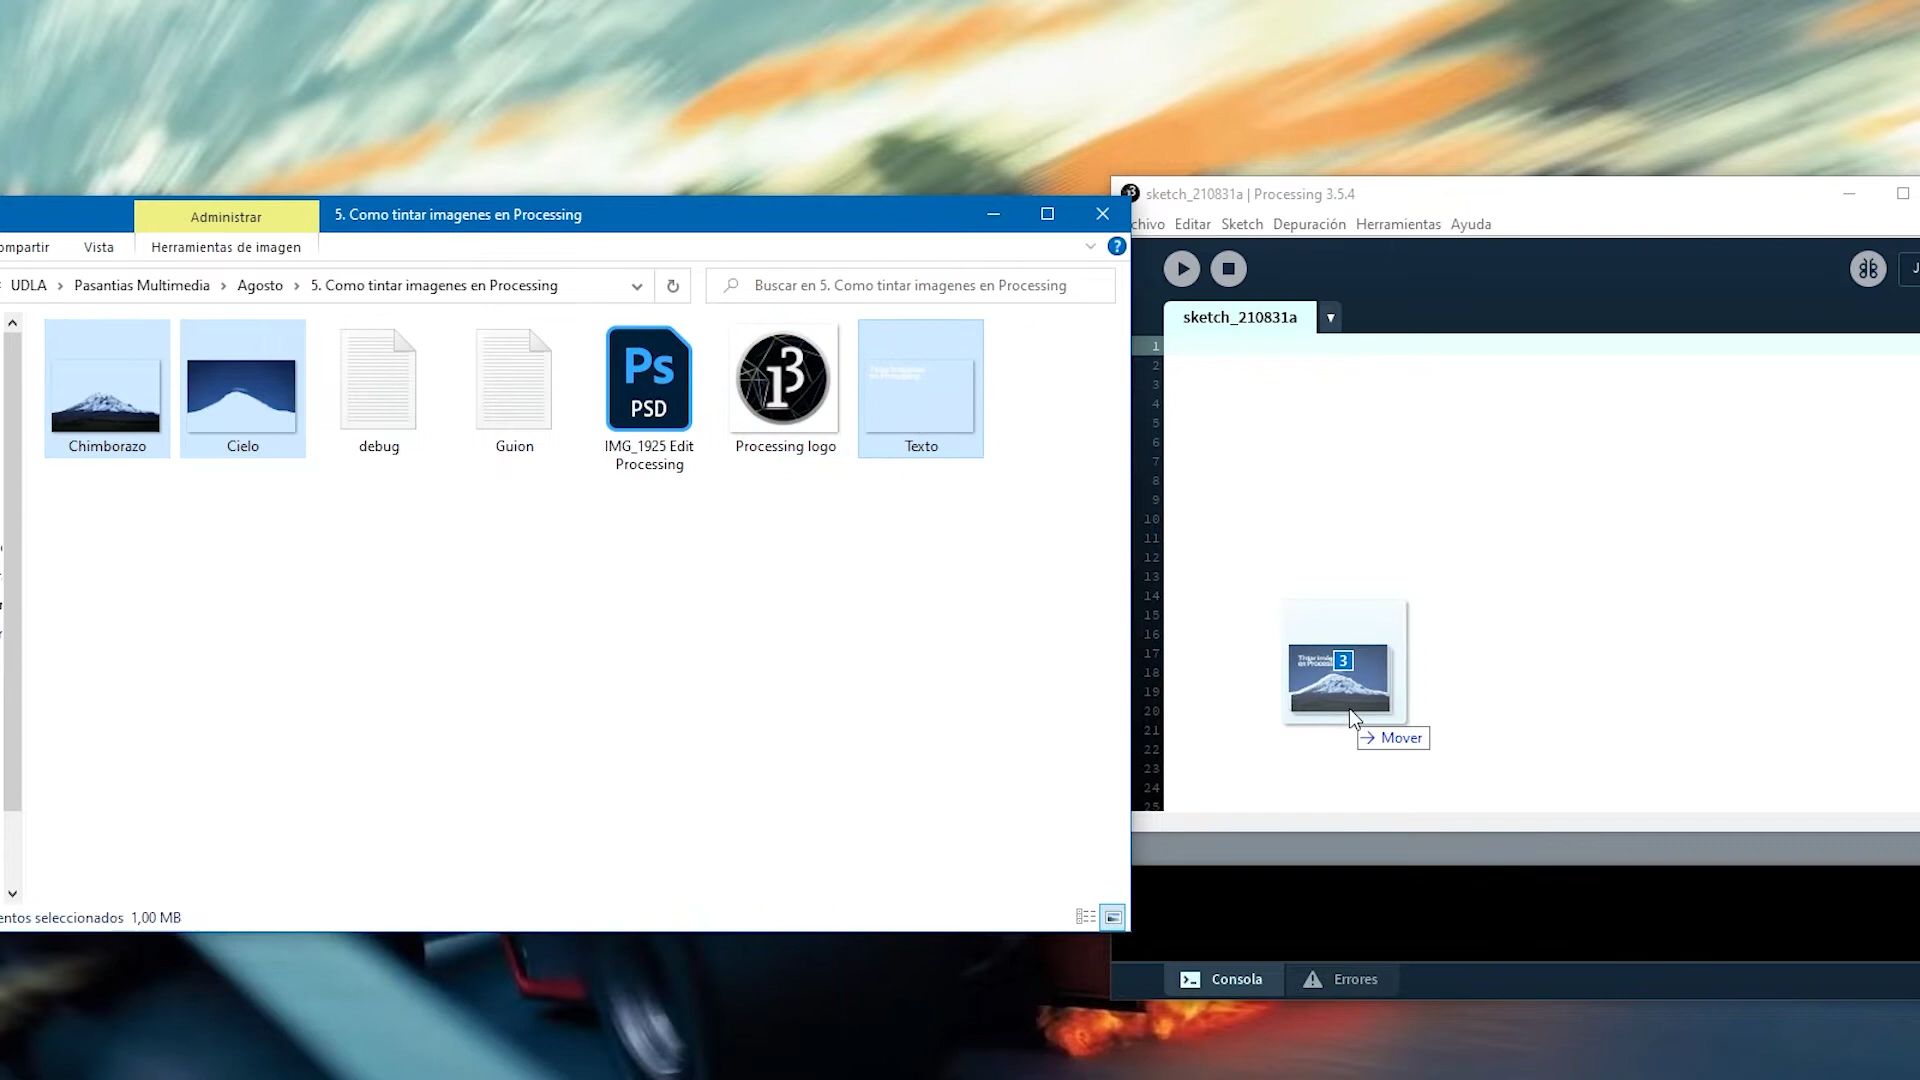 Administrar
5. Como tintar imagenes en Processing
ompartir
Vista
Herramientas de imagen
UDLA
Pasantias Multimedia
Agosto
5. Como tintar imagenes en Processing
Buscar en 5. Como tintar imagenes en Processing
Chimborazo
Cielo
debug
Guion
Ps
PSD
IMG_1925 Edit
Processing
Processing logo
Texto
entos seleccionados 1,00 MB
sketch_210831a | Processing 3.5.4
chivo Editar Sketch Depuración Herramientas Ayuda
J
sketch_210831a
1
2
3
4
5
6
7
8
9
10
11
12
13
14
15
16
17
18
19
20
21
22
23
24
25
3
Mover
Consola
Errores